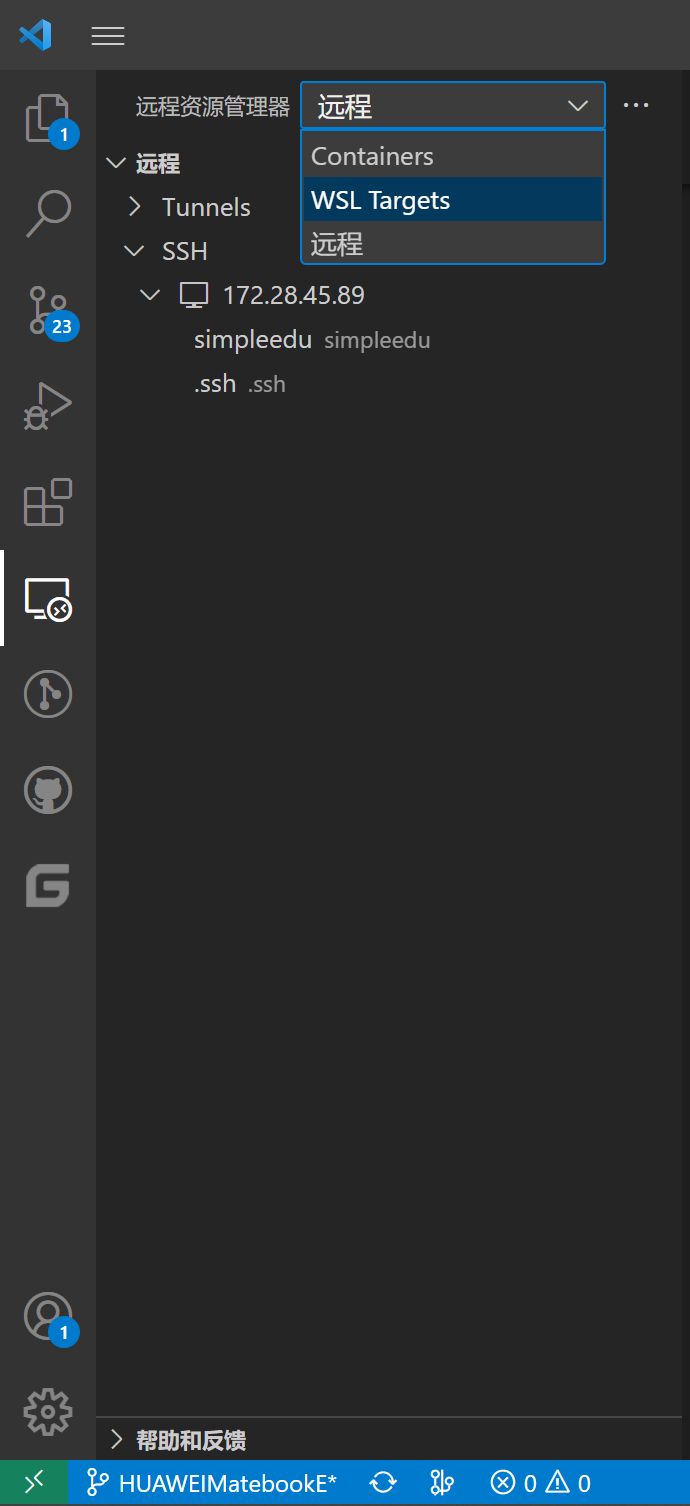 远程资源管理器 远程
Containers
WSL Targets
远程
远程
Tunnels
SSH
172.28.45.89
simpleedu simpleedu
.ssh .ssh
1
23
1
帮助和反馈
HUAWEIMatebookE* 0 0